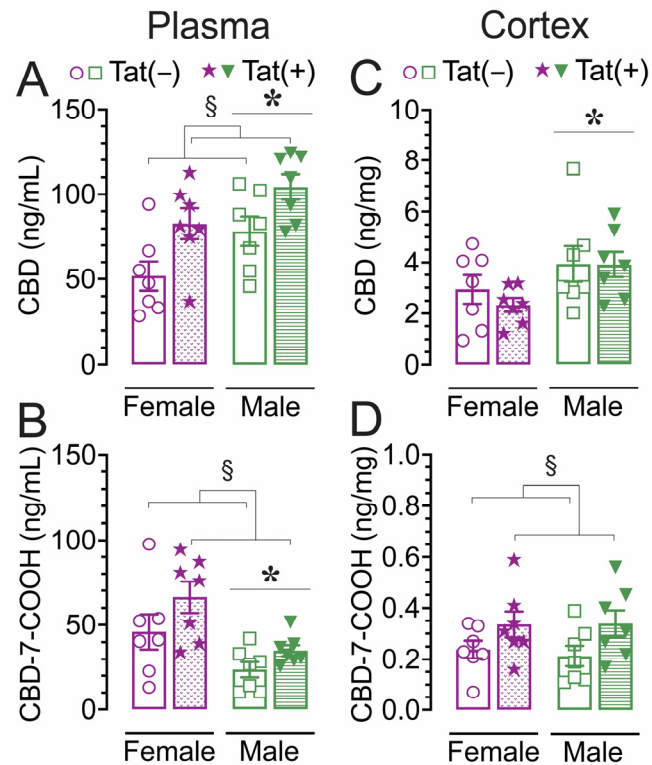 Plasma
Cortex
A
Tat(–)
Tat(+)
C
Tat(–)
Tat(+)
150
100
50
0
CBD (ng/mL)
§
*
Female
Male
10
8
6
4
2
0
CBD (ng/mg)
*
Female
Male
B
150
100
50
0
CBD-7-COOH (ng/mL)
§
*
Female
Male
D
1.0
0.8
0.6
0.4
0.2
0.0
CBD-7-COOH (ng/mg)
§
Female
Male